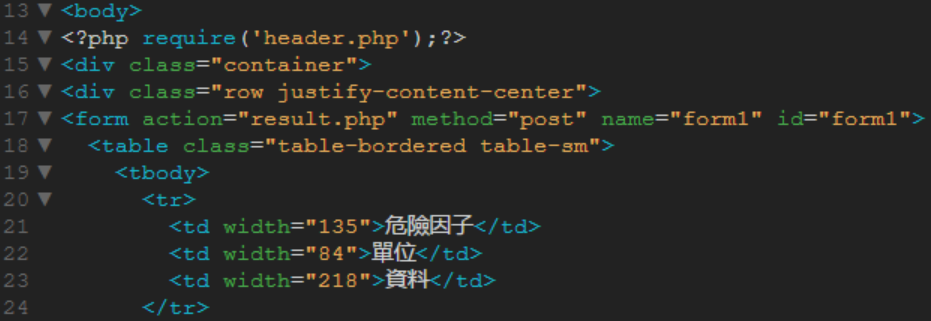 13 ▼ <body>
14 ▼ <?php require('header.php');?>
15 ▼ <div class="container">
16 ▼ <div class="row justify-content-center">
17 ▼ <form action="result.php" method="post" name="form1" id="form1">
18 ▼   <table class="table-bordered table-sm">
19 ▼     <tbody>
20 ▼       <tr>
21         <td width="135">危險因子</td>
22         <td width="84">單位</td>
23         <td width="218">資料</td>
24       </tr>